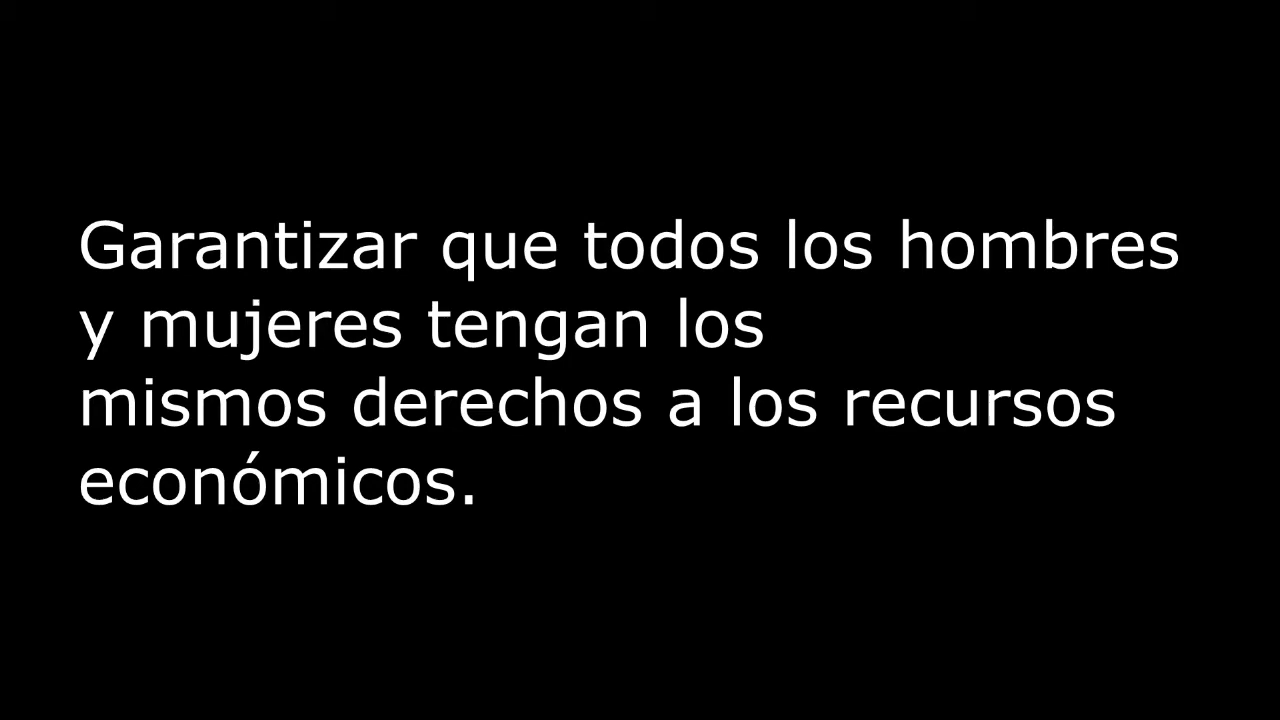 Garantizar que todos los hombres
y mujeres tengan los
mismos derechos a los recursos
económicos.